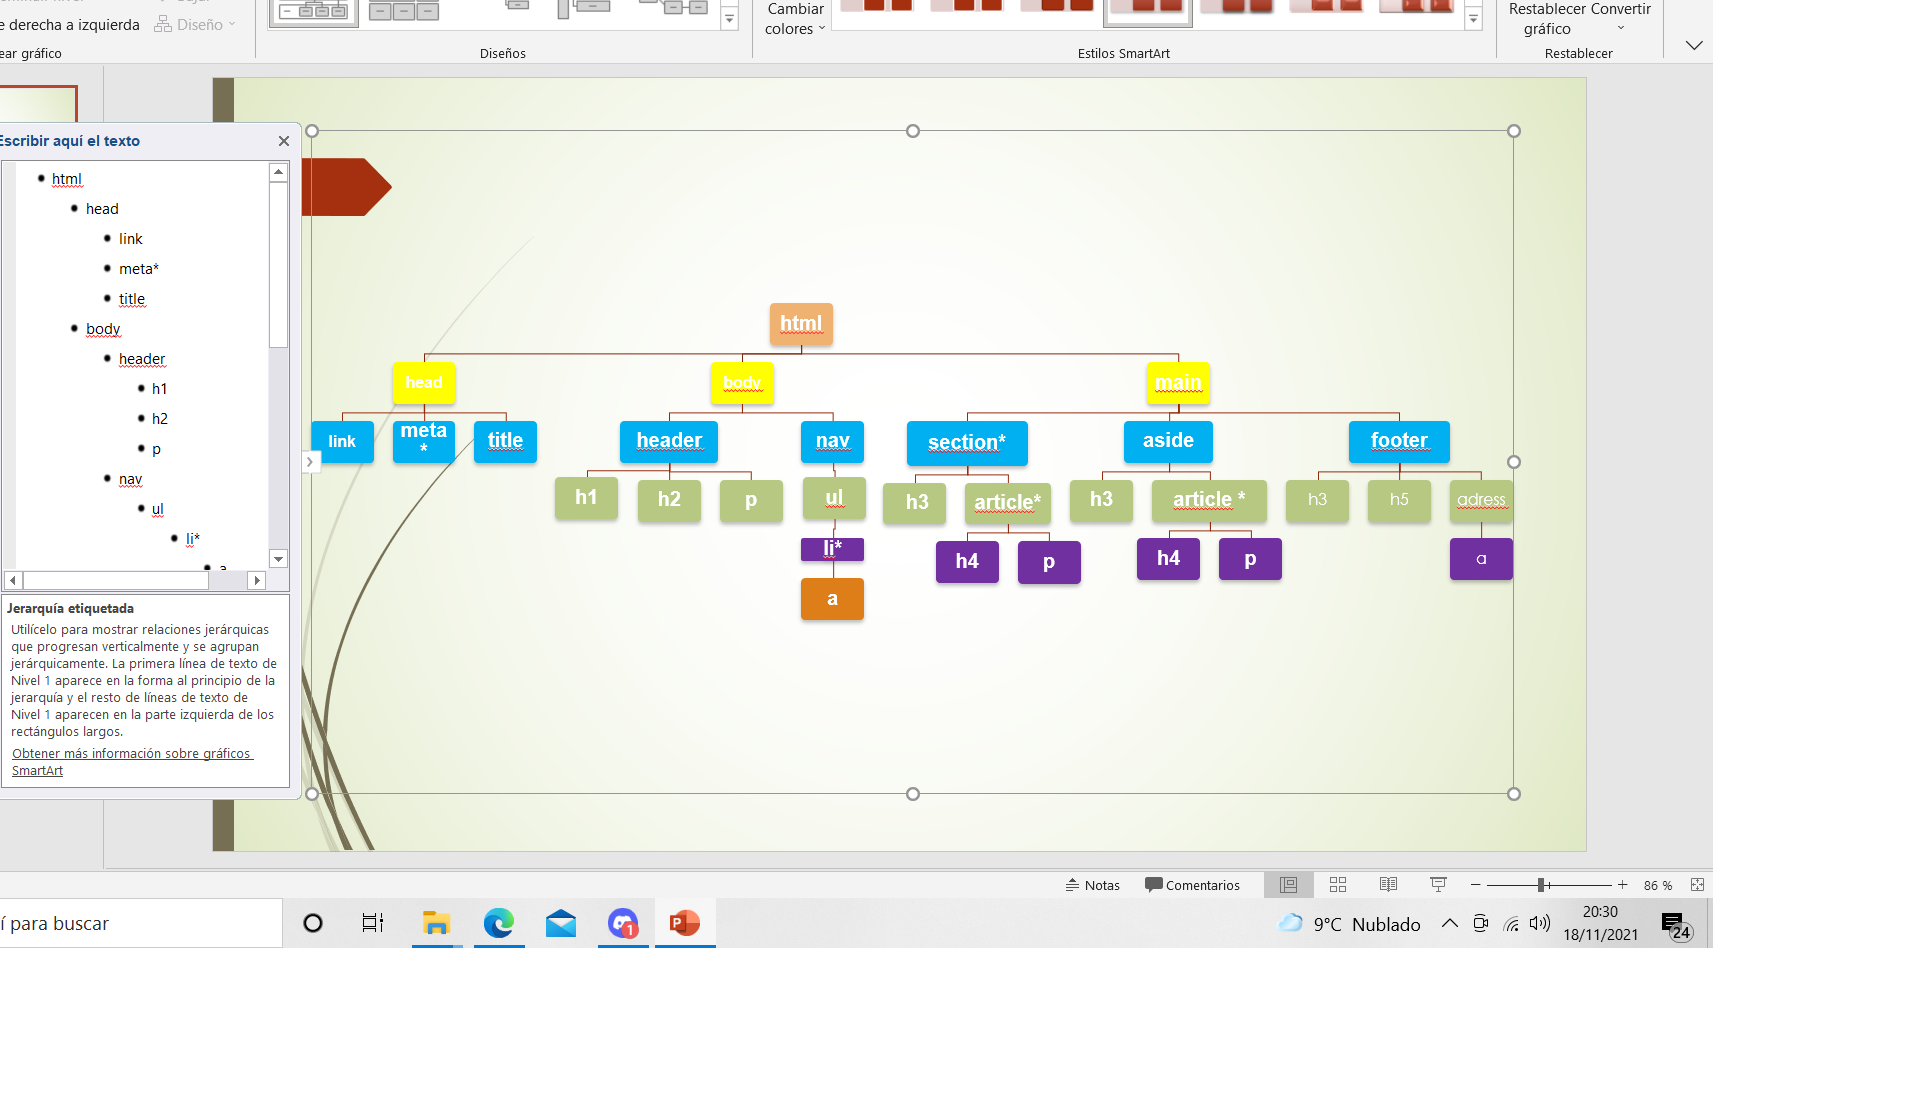 e derecha a izquierda
Diseño
ear gráfico
Diseños
Cambiar
colores
Estilos SmartArt
Restablecer Convertir
gráfico
Restablecer
Escribir aquí el texto
html
head
link
meta*
title
body
header
h1
h2
p
nav
ul
li*
a
Jerarquía etiquetada
Utilícelo para mostrar relaciones jerárquicas
que progresan verticalmente y se agrupan
jerárquicamente. La primera línea de texto de
Nivel 1 aparece en la forma al principio de la
jerarquía y el resto de líneas de texto de
Nivel 1 aparecen en la parte izquierda de los
rectángulos largos.
Obtener más información sobre gráficos
SmartArt
html
head body main
link meta title header nav section* aside footer
*
h1 h2 p ul h3 article* h3 article * h3 h5 adress
li* h4 p h4 p a
a
Notas Comentarios 86 %
í para buscar
1
9°C Nublado
20:30
18/11/2021
24